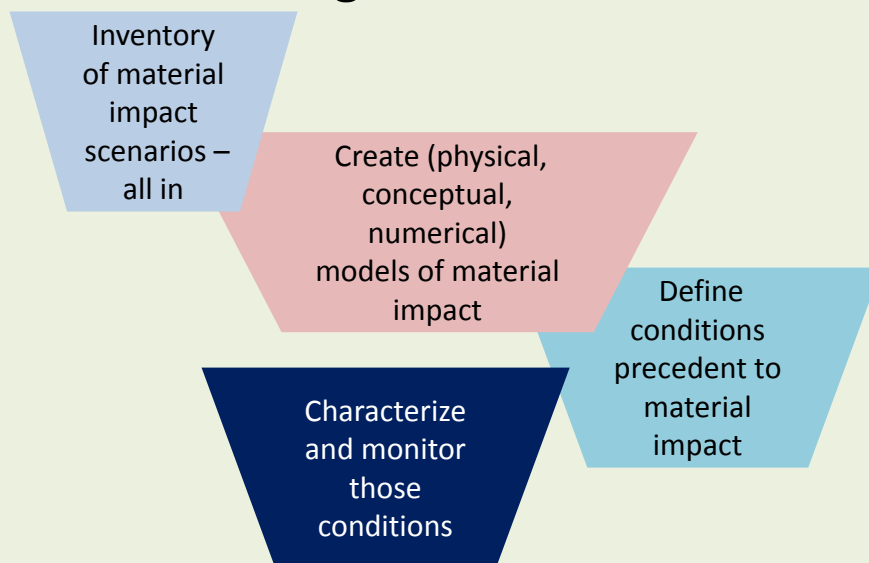 Inventory
of material
impact
scenarios –
all in
Create (physical,
conceptual,
numerical)
models of material
impact
Define
conditions
precedent to
material
impact
Characterize
and monitor
those
conditions